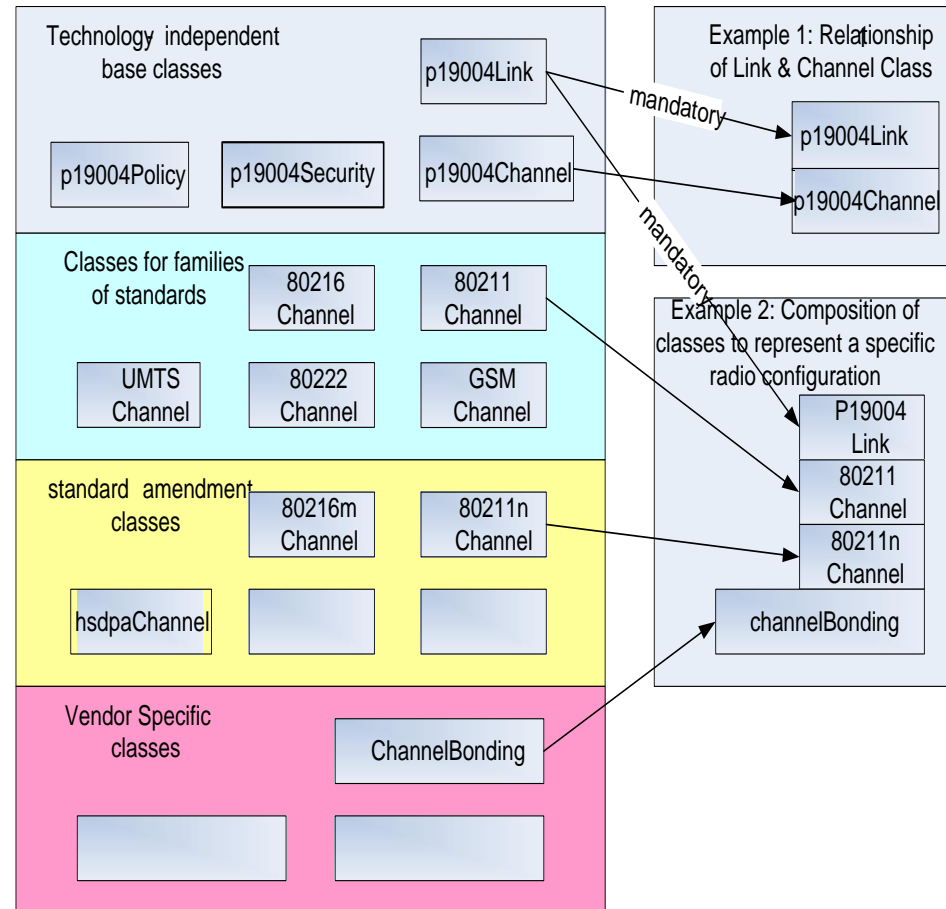 Technology independent
base classes
p19004Link
p19004Policy
p19004Security
p19004Channel
Classes for families
of standards
80216
Channel
80211
Channel
UMTS
Channel
80222
Channel
GSM
Channel
standard amendment
classes
80216m
Channel
80211n
Channel
hsdpaChannel
Vendor Specific
classes
ChannelBonding
mandatory
mandatory
Example 1: Relationship
of Link & Channel Class
p19004Link
p19004Channel
Example 2: Composition of
classes to represent a specific
radio configuration
P19004
Link
80211
Channel
80211n
Channel
channelBonding